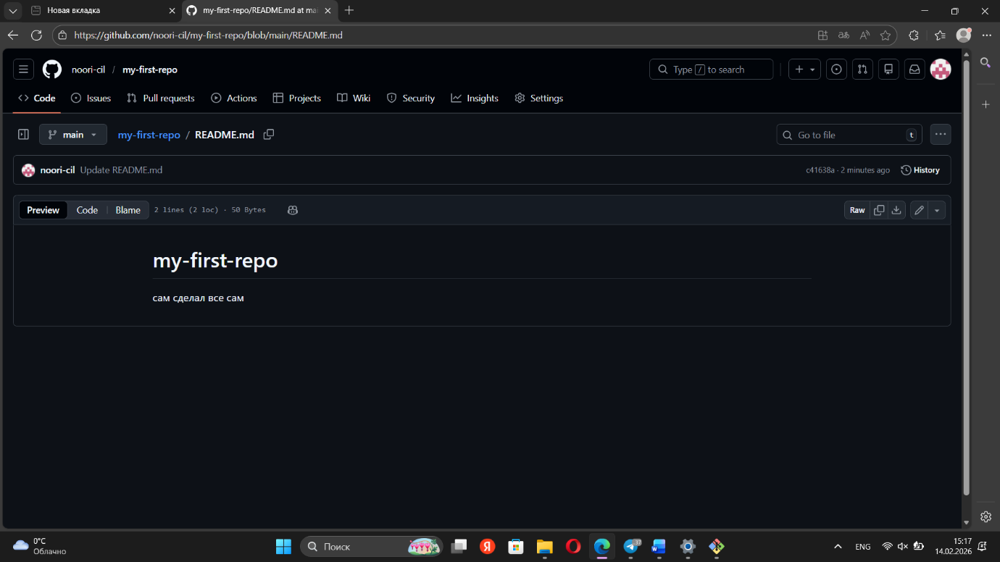 Новая вкладка
my-first-repo/README.md at mai
https://github.com/noori-cil/my-first-repo/blob/main/README.md
noori-cil / my-first-repo
Type / to search
Code Issues Pull requests Actions Projects Wiki Security Insights Settings
main
my-first-repo / README.md
Go to file t
noori-cil Update README.md
c41638a · 2 minutes ago History
Preview Code Blame 2 lines (2 loc) · 50 Bytes
Raw
my-first-repo
сам сделал все сам
0°C
Облачно
Поиск
37
ENG
15:17
14.02.2026